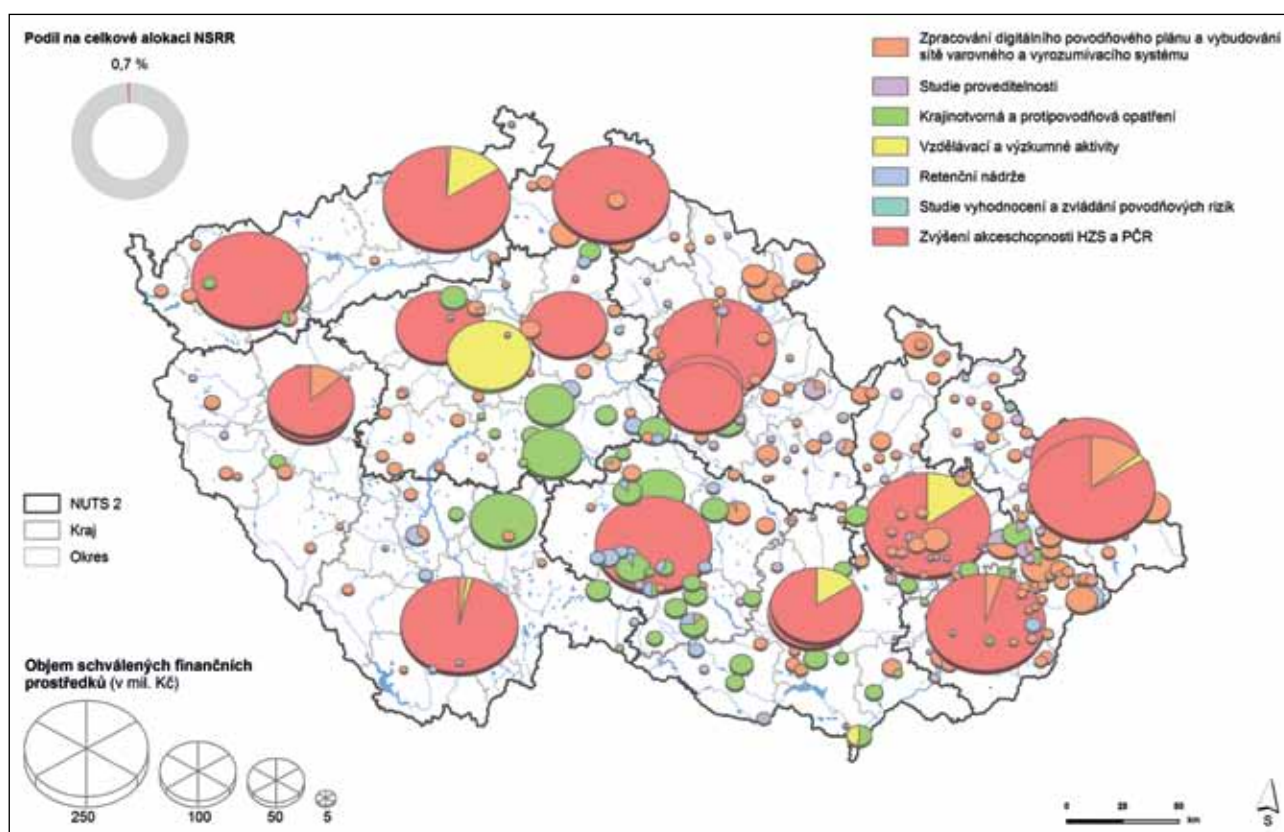 Podíl na celkové alokaci NSRR
0,7 %
Zpracování digitálního povodňového plánu a vybudování
sítě varovného a vyrozumívacího systému
Studie proveditelnosti
Krajinotvorná a protipovodňová opatření
Vzdělávací a výzkumné aktivity
Retenční nádrže
Studie vyhodnocení a zvládání povodňových rizik
Zvýšení akceschopnosti HZS a PČR
NUTS 2
Kraj
Okres
Objem schválených finančních
prostředků (v mil. Kč)
250 100 50 5
0 25 50
km
S